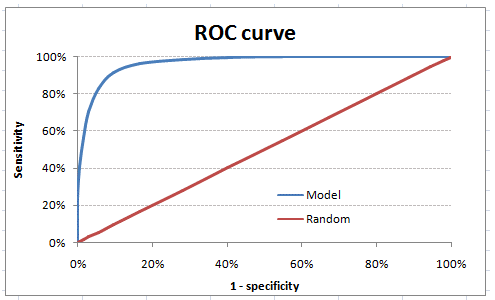 ROC curve
100%
80%
60%
40%
20%
0%
Sensitivity
Model
Random
0%
20%
40%
60%
80%
100%
1 - specificity